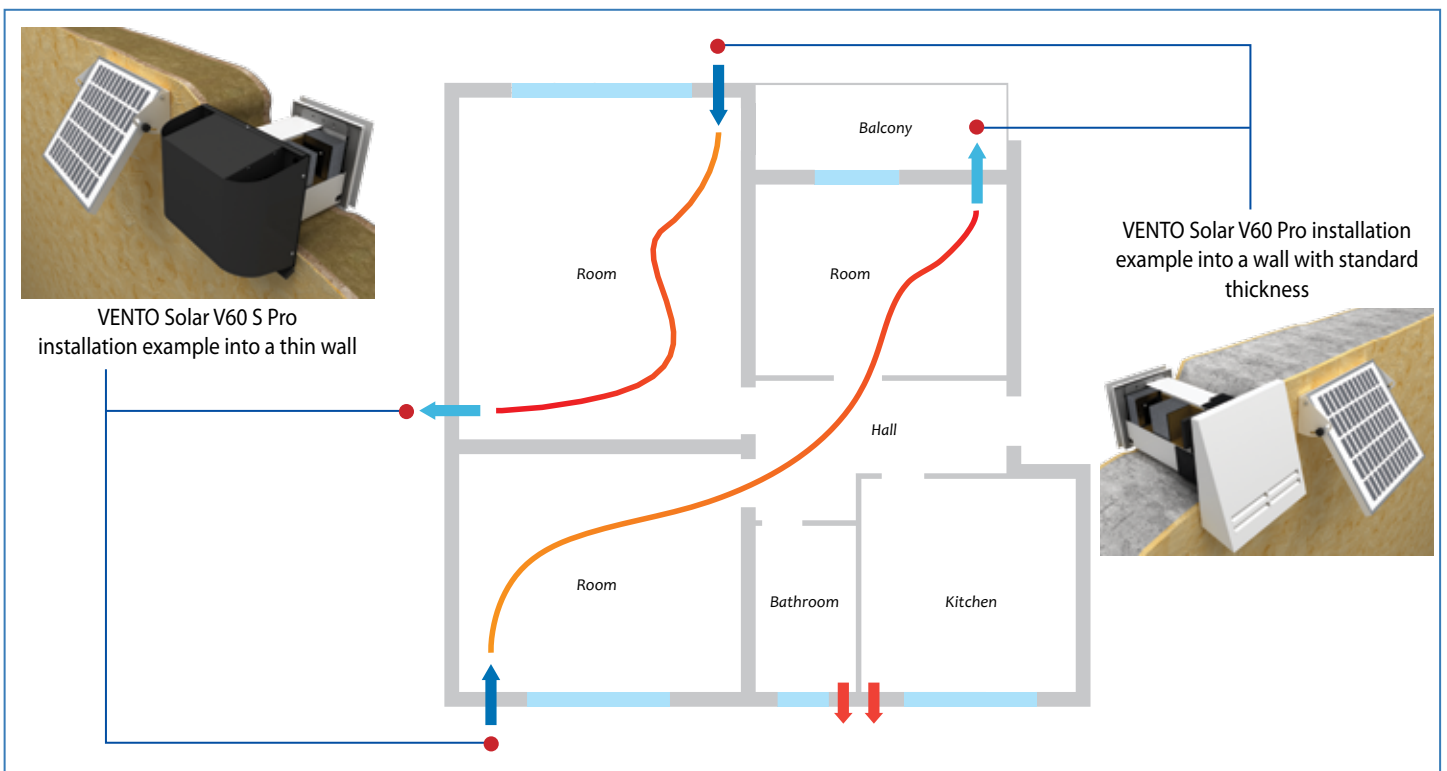 Balcony
VENTO Solar V60 Pro installation
example into a wall with standard
thickness
Room
Room
VENTO Solar V60 S Pro
installation example into a thin wall
Hall
Room
Bathroom
Kitchen